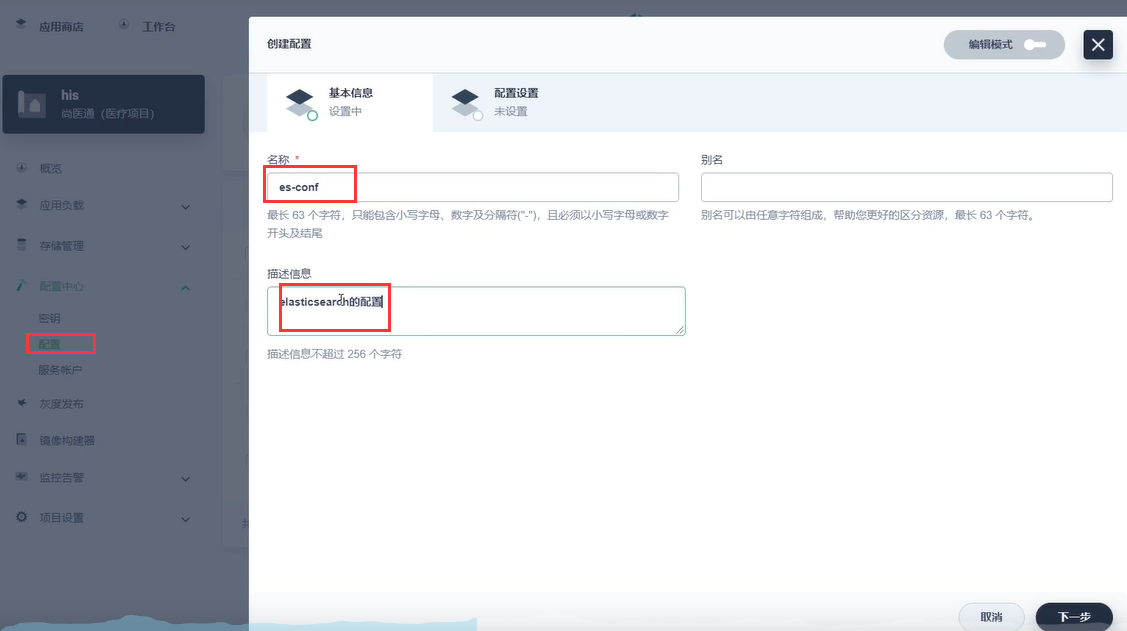 应用商店
工作台
his
尚医通（医疗项目）
概览
应用负载
存储管理
配置中心
密钥
配置
服务帐户
灰度发布
镜像构建器
监控告警
项目设置
创建配置
编辑模式
基本信息
设置中
配置设置
未设置
名称 *
es-conf
最长 63 个字符，只能包含小写字母、数字及分隔符("-")，且必须以小写字母或数字
开头及结尾
别名
别名可以由任意字符组成，帮助您更好的区分资源，最长 63 个字符。
描述信息
elasticsearch的配置
描述信息不超过 256 个字符
取消
下一步